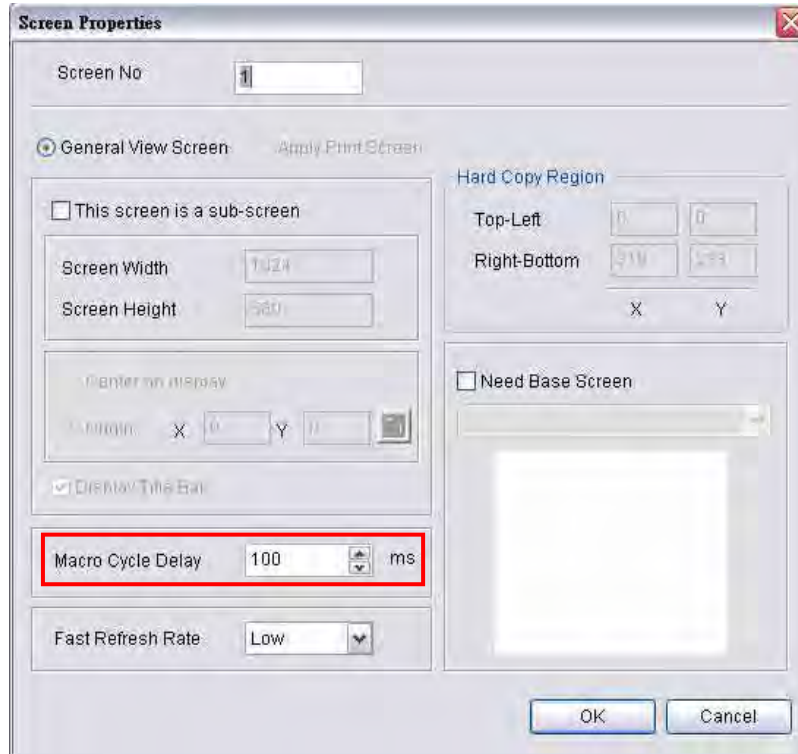 Screen Properties
Screen No 1
General View Screen Apply Print Screen
Hard Copy Region
This screen is a sub-screen
Top-Left 0 0
Screen Width 1024
Right-Bottom
Screen Height
X Y
Center on display
Need Base Screen
X 0 Y 0
Display Title Bar
Macro Cycle Delay 100 ms
Fast Refresh Rate Low
OK Cancel